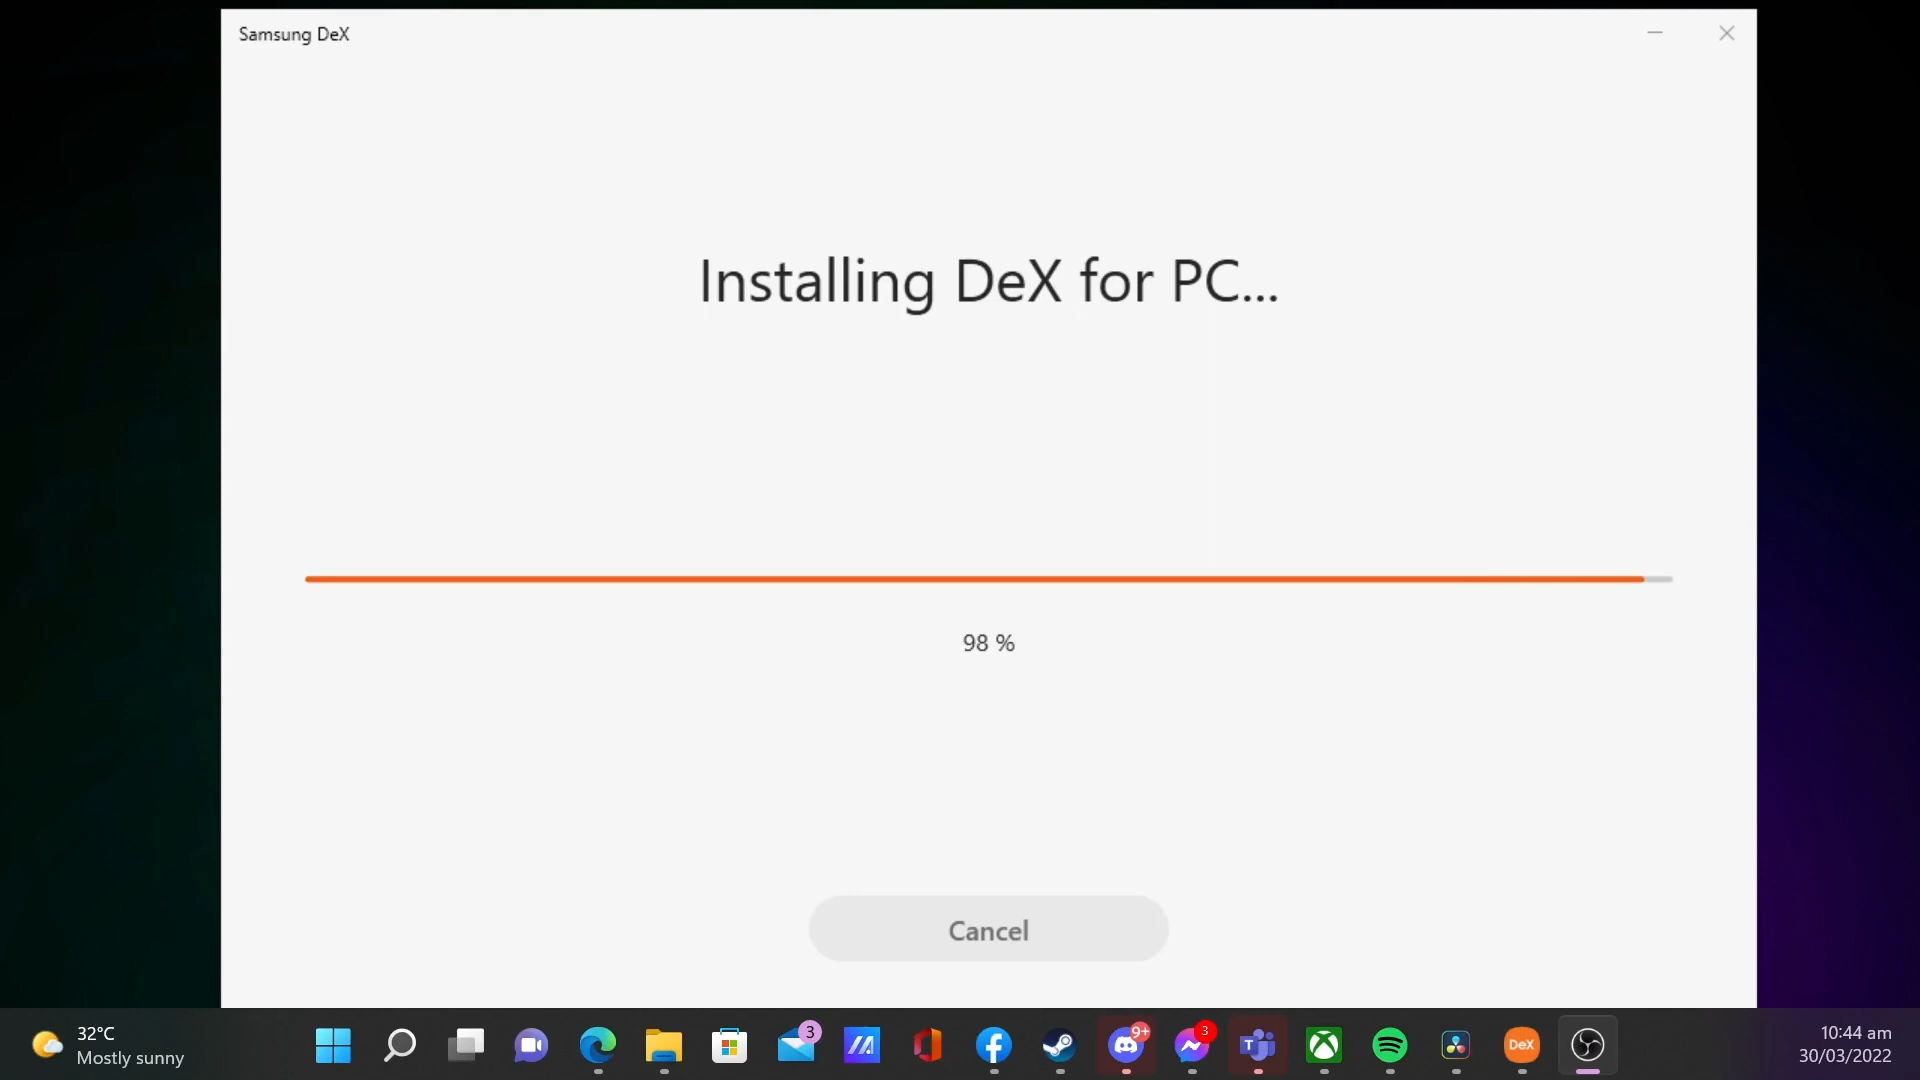 Samsung DeX
Installing DeX for PC...
98 %
Cancel
32°C
Mostly sunny
3
9+
3
T
DeX
10:44 am
30/03/2022